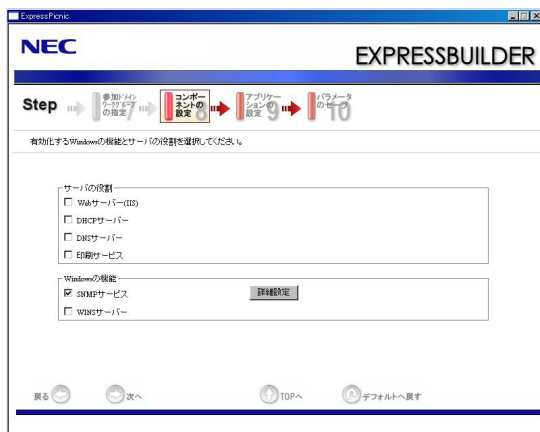 ExpressPicnic
NEC
EXPRESSBUILDER
Step
参加ドメイン
ワークグループ
の指定 7
コンポー
ネントの
設定 8
アプリケー
ションの
設定 9
パラメータ
のセーブ 10
有効化するWindowsの機能とサーバの役割を選択してください。
サーバの役割
Webサーバー(IIS)
DHCPサーバー
DNSサーバー
印刷サービス
Windowsの機能
SNMPサービス
詳細設定
WINSサーバー
戻る
次へ
TOPへ
デフォルトへ戻す